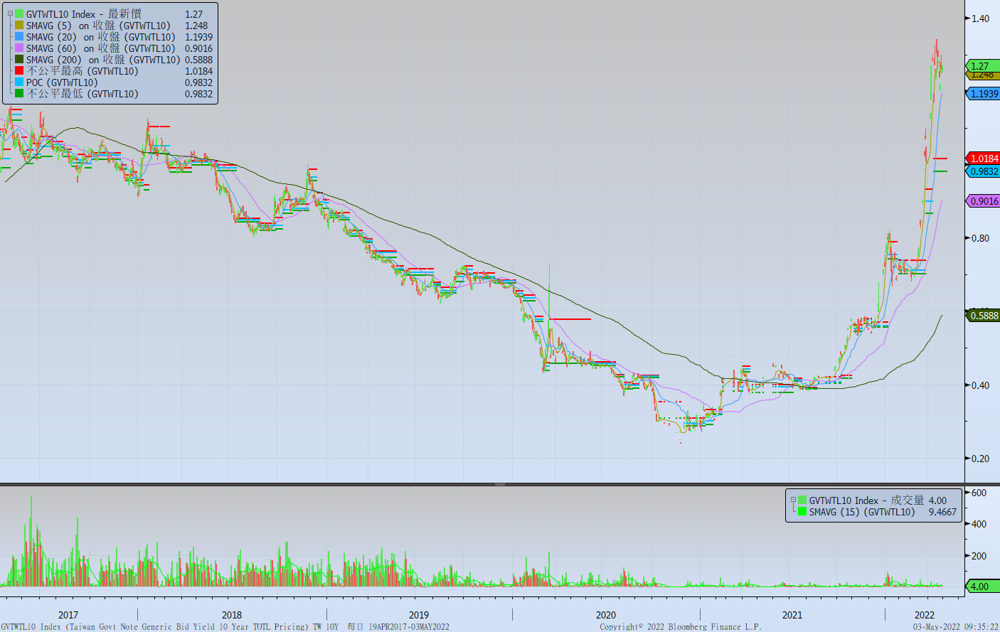 GVTWTL10 Index - 最新價 1.27
SMAVG (5) on 收盤 (GVTWTL10) 1.248
SMAVG (20) on 收盤 (GVTWTL10) 1.1939
SMAVG (60) on 收盤 (GVTWTL10) 0.9016
SMAVG (200) on 收盤 (GVTWTL10) 0.5888
不公平最高 (GVTWTL10) 1.0184
POC (GVTWTL10) 0.9832
不公平最低 (GVTWTL10) 0.9832
1.40
1.27
1.248
1.1939
1.0184
0.9832
0.9016
0.80
0.5888
0.40
0.20
GVTWTL10 Index - 成交量 4.00
SMAVG (15) (GVTWTL10) 9.4667
600
400
200
4.00
2017 2018 2019 2020 2021 2022
GVTWTL10 Index (Taiwan Govt Note Generic Bid Yield 10 Year TOTL Pricing) TW 10Y 每日 19APR2017-03MAY2022 Copyright© 2022 Bloomberg Finance L.P. 03-May-2022 09:35:22